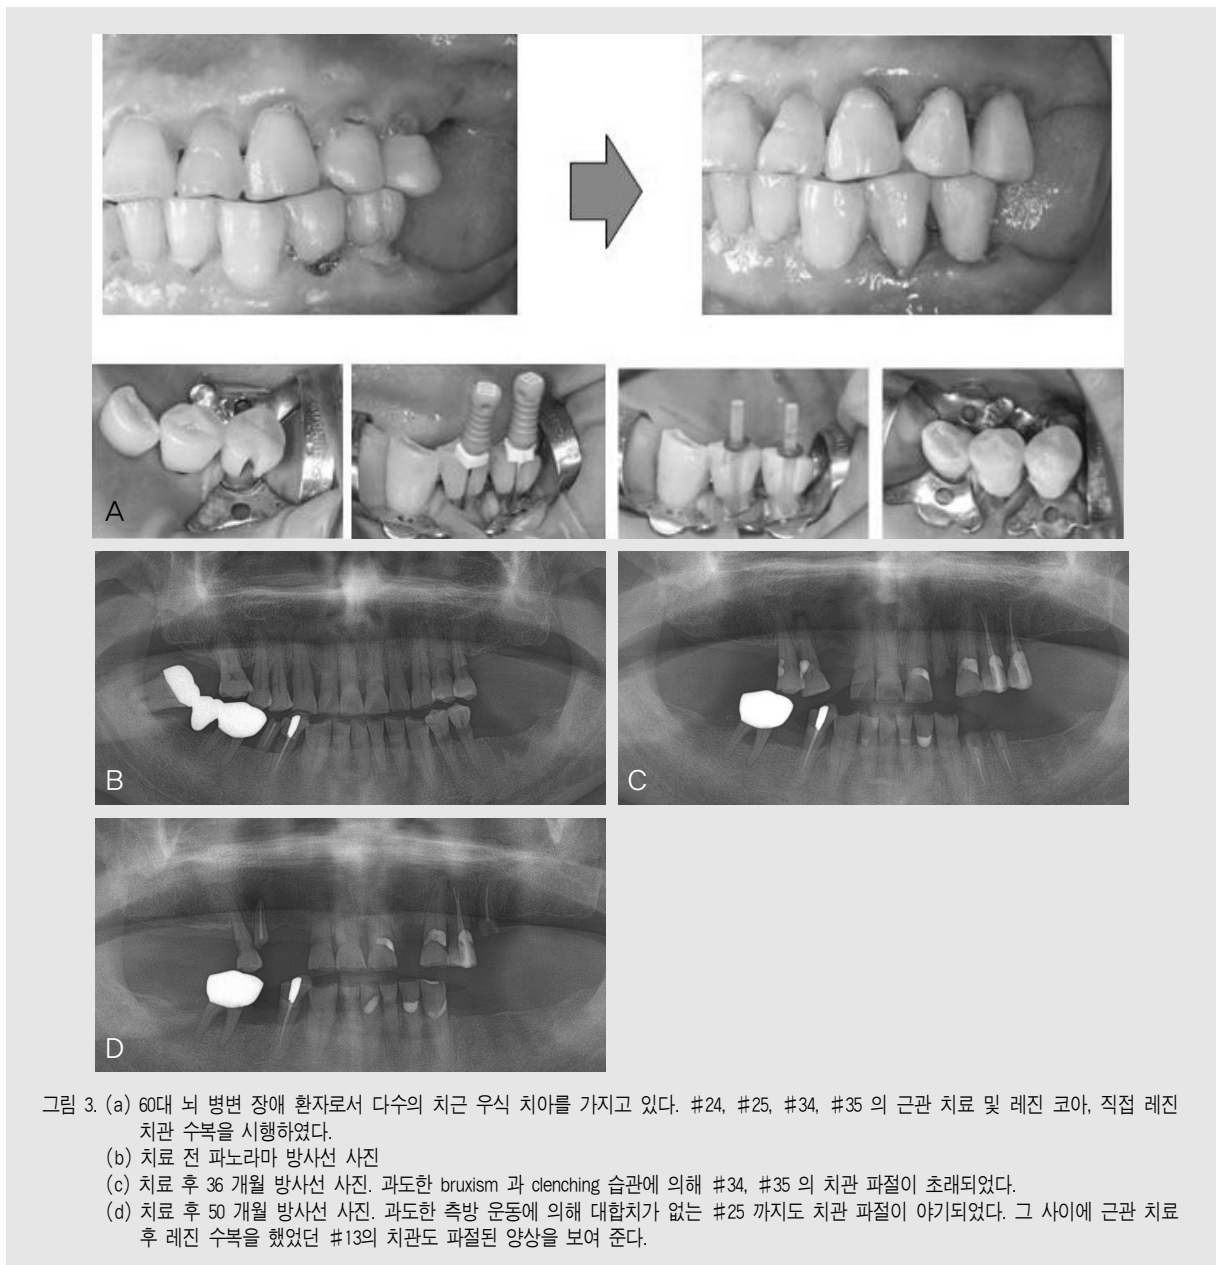 A
B
C
D
그림 3. (a) 60대 뇌 병변 장애 환자로서 다수의 치근 우식 치아를 가지고 있다. #24, #25, #34, #35 의 근관 치료 및 레진 코아, 직접 레진
치관 수복을 시행하였다.
(b) 치료 전 파노라마 방사선 사진
(c) 치료 후 36 개월 방사선 사진. 과도한 bruxism 과 clenching 습관에 의해 #34, #35 의 치관 파절이 초래되었다.
(d) 치료 후 50 개월 방사선 사진. 과도한 측방 운동에 의해 대합치가 없는 #25 까지도 치관 파절이 야기되었다. 그 사이에 근관 치료
후 레진 수복을 했었던 #13의 치관도 파절된 양상을 보여 준다.